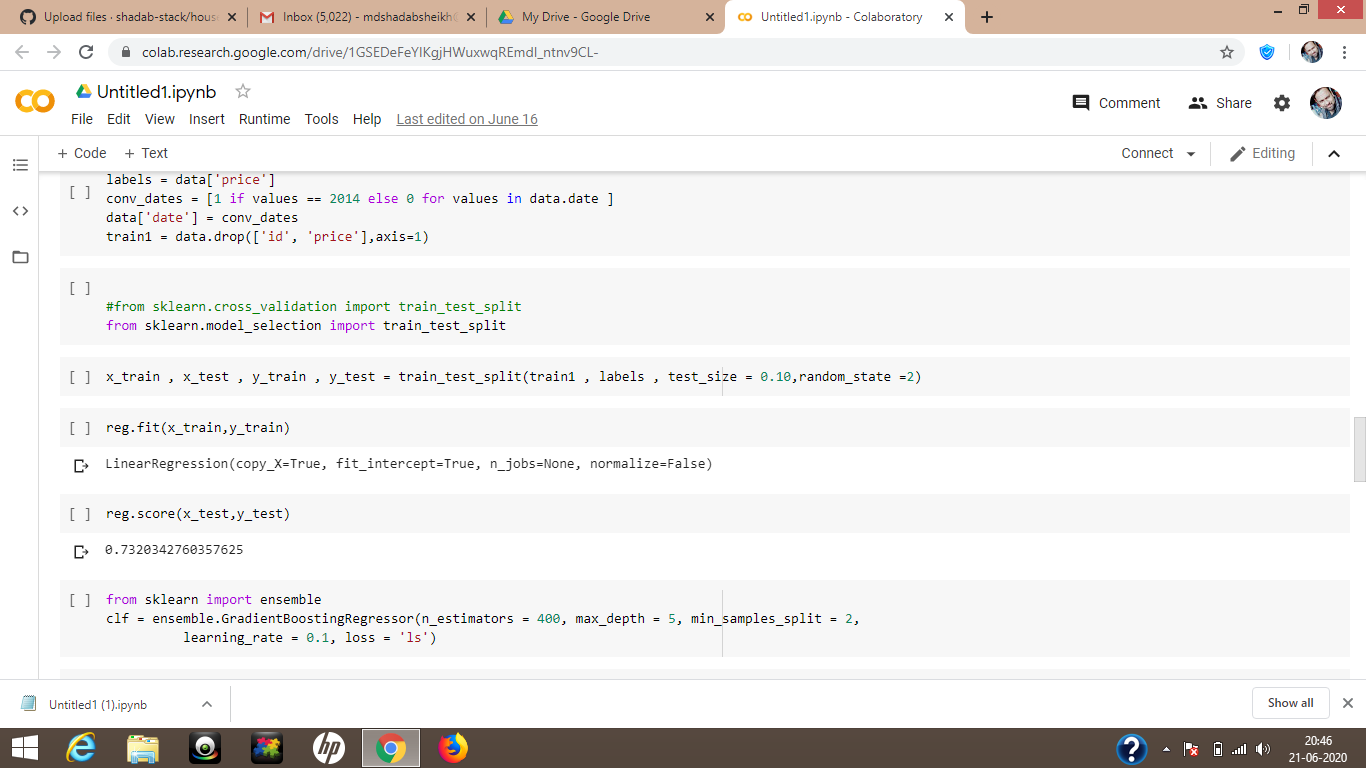 Upload files · shadab-stack/hous
Inbox (5,022) - mdshadabsheikh
My Drive - Google Drive
Untitled1.ipynb - Colaboratory
colab.research.google.com/drive/1GSEDeFeYIKgjHWuxwqREmdI_ntnv9CL-
Untitled1.ipynb
Comment
Share
File Edit View Insert Runtime Tools Help Last edited on June 16
+ Code + Text
Connect
Editing
labels = data['price']
[ ] conv_dates = [1 if values == 2014 else 0 for values in data.date ]
data['date'] = conv_dates
train1 = data.drop(['id', 'price'],axis=1)
[ ]
#from sklearn.cross_validation import train_test_split
from sklearn.model_selection import train_test_split
[ ] x_train , x_test , y_train , y_test = train_test_split(train1 , labels , test_size = 0.10,random_state =2)
[ ] reg.fit(x_train,y_train)
LinearRegression(copy_X=True, fit_intercept=True, n_jobs=None, normalize=False)
[ ] reg.score(x_test,y_test)
0.7320342760357625
[ ] from sklearn import ensemble
clf = ensemble.GradientBoostingRegressor(n_estimators = 400, max_depth = 5, min_samples_split = 2,
learning_rate = 0.1, loss = 'ls')
Untitled1 (1).ipynb
Show all
hp
20:46
21-06-2020